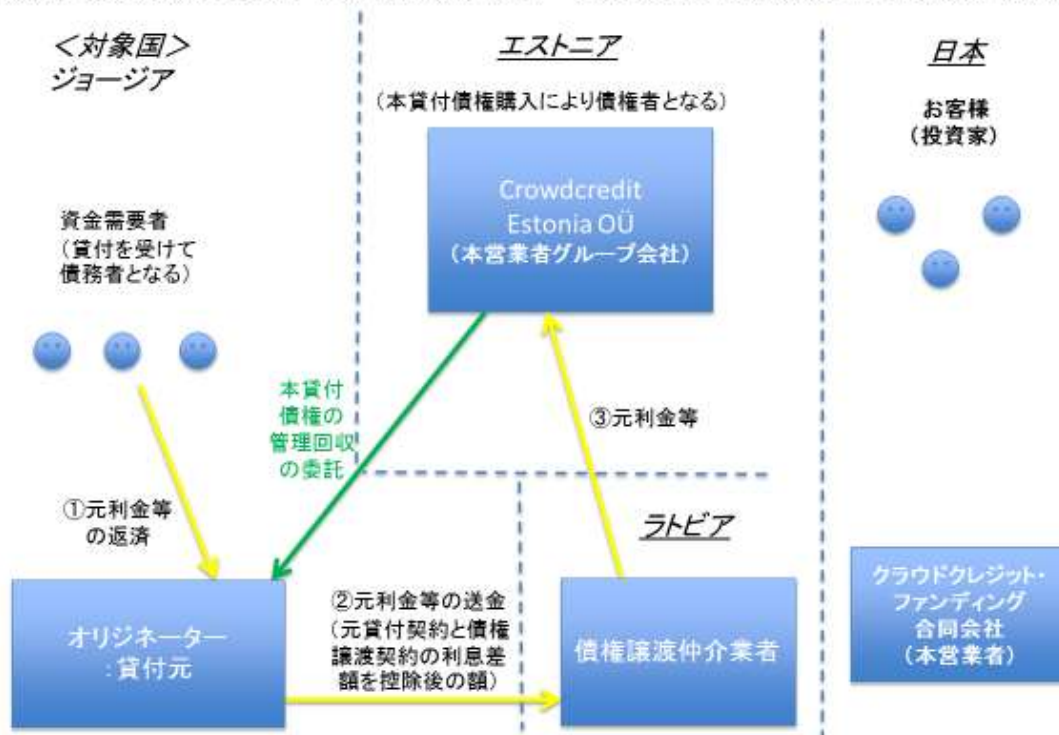 ＜対象国＞
ジョージア
エストニア
日本
（本貸付債権購入により債権者となる）
お客様
（投資家）
Crowdcredit
Estonia OÜ
（本営業者グループ会社）
資金需要者
（貸付を受けて
債務者となる）
本貸付
債権の
管理回収
の委託
③元利金等
①元利金等
の返済
ラトビア
オリジネーター
：貸付元
②元利金等の送金
（元貸付契約と債権
譲渡契約の利息差
額を控除後の額）
債権譲渡仲介業者
クラウドクレジット・
ファンディング
合同会社
（本営業者）